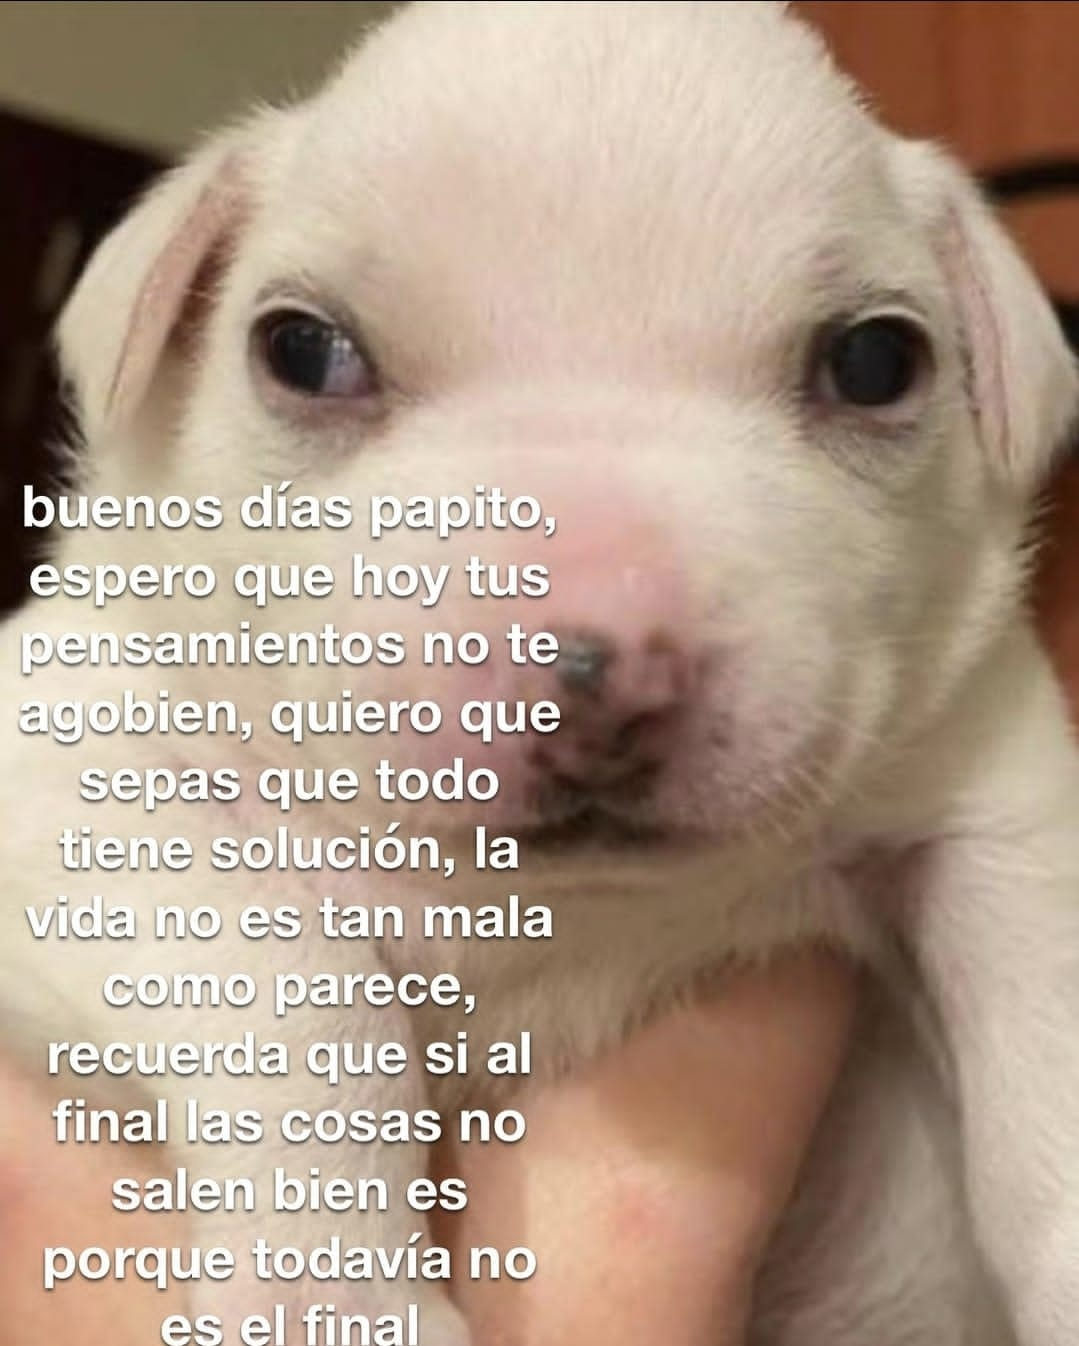 buenos días papito,
espero que hoy tus
pensamientos no te
agobien, quiero que
sepas que todo
tiene solución, la
vida no es tan mala
como parece,
recuerda que si al
final las cosas no
salen bien es
porque todavía no
es el final